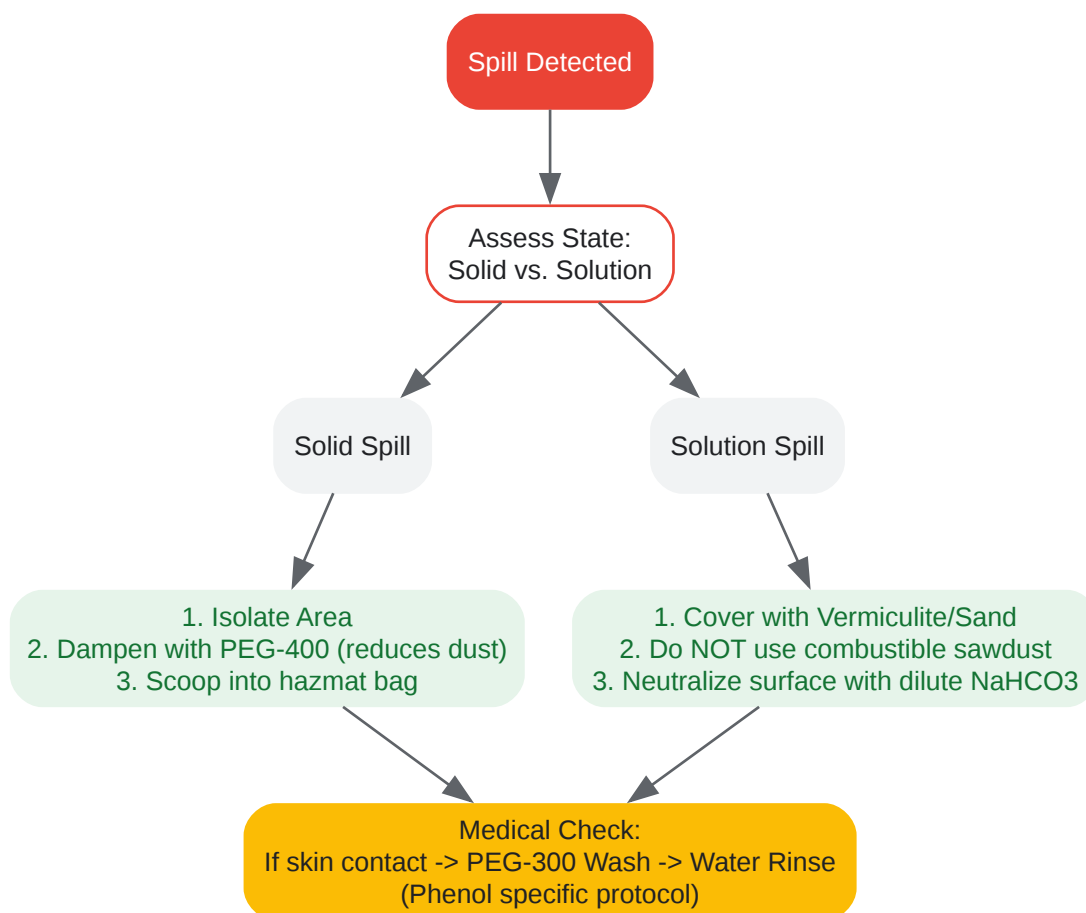 Spill Detected
Assess State:
Solid vs. Solution
Solid Spill
Solution Spill
1. Isolate Area
2. Dampen with PEG-400 (reduces dust)
3. Scoop into hazmat bag
1. Cover with Vermiculite/Sand
2. Do NOT use combustible sawdust
3. Neutralize surface with dilute NaHCO3
Medical Check:
If skin contact -> PEG-300 Wash -> Water Rinse
(Phenol specific protocol)